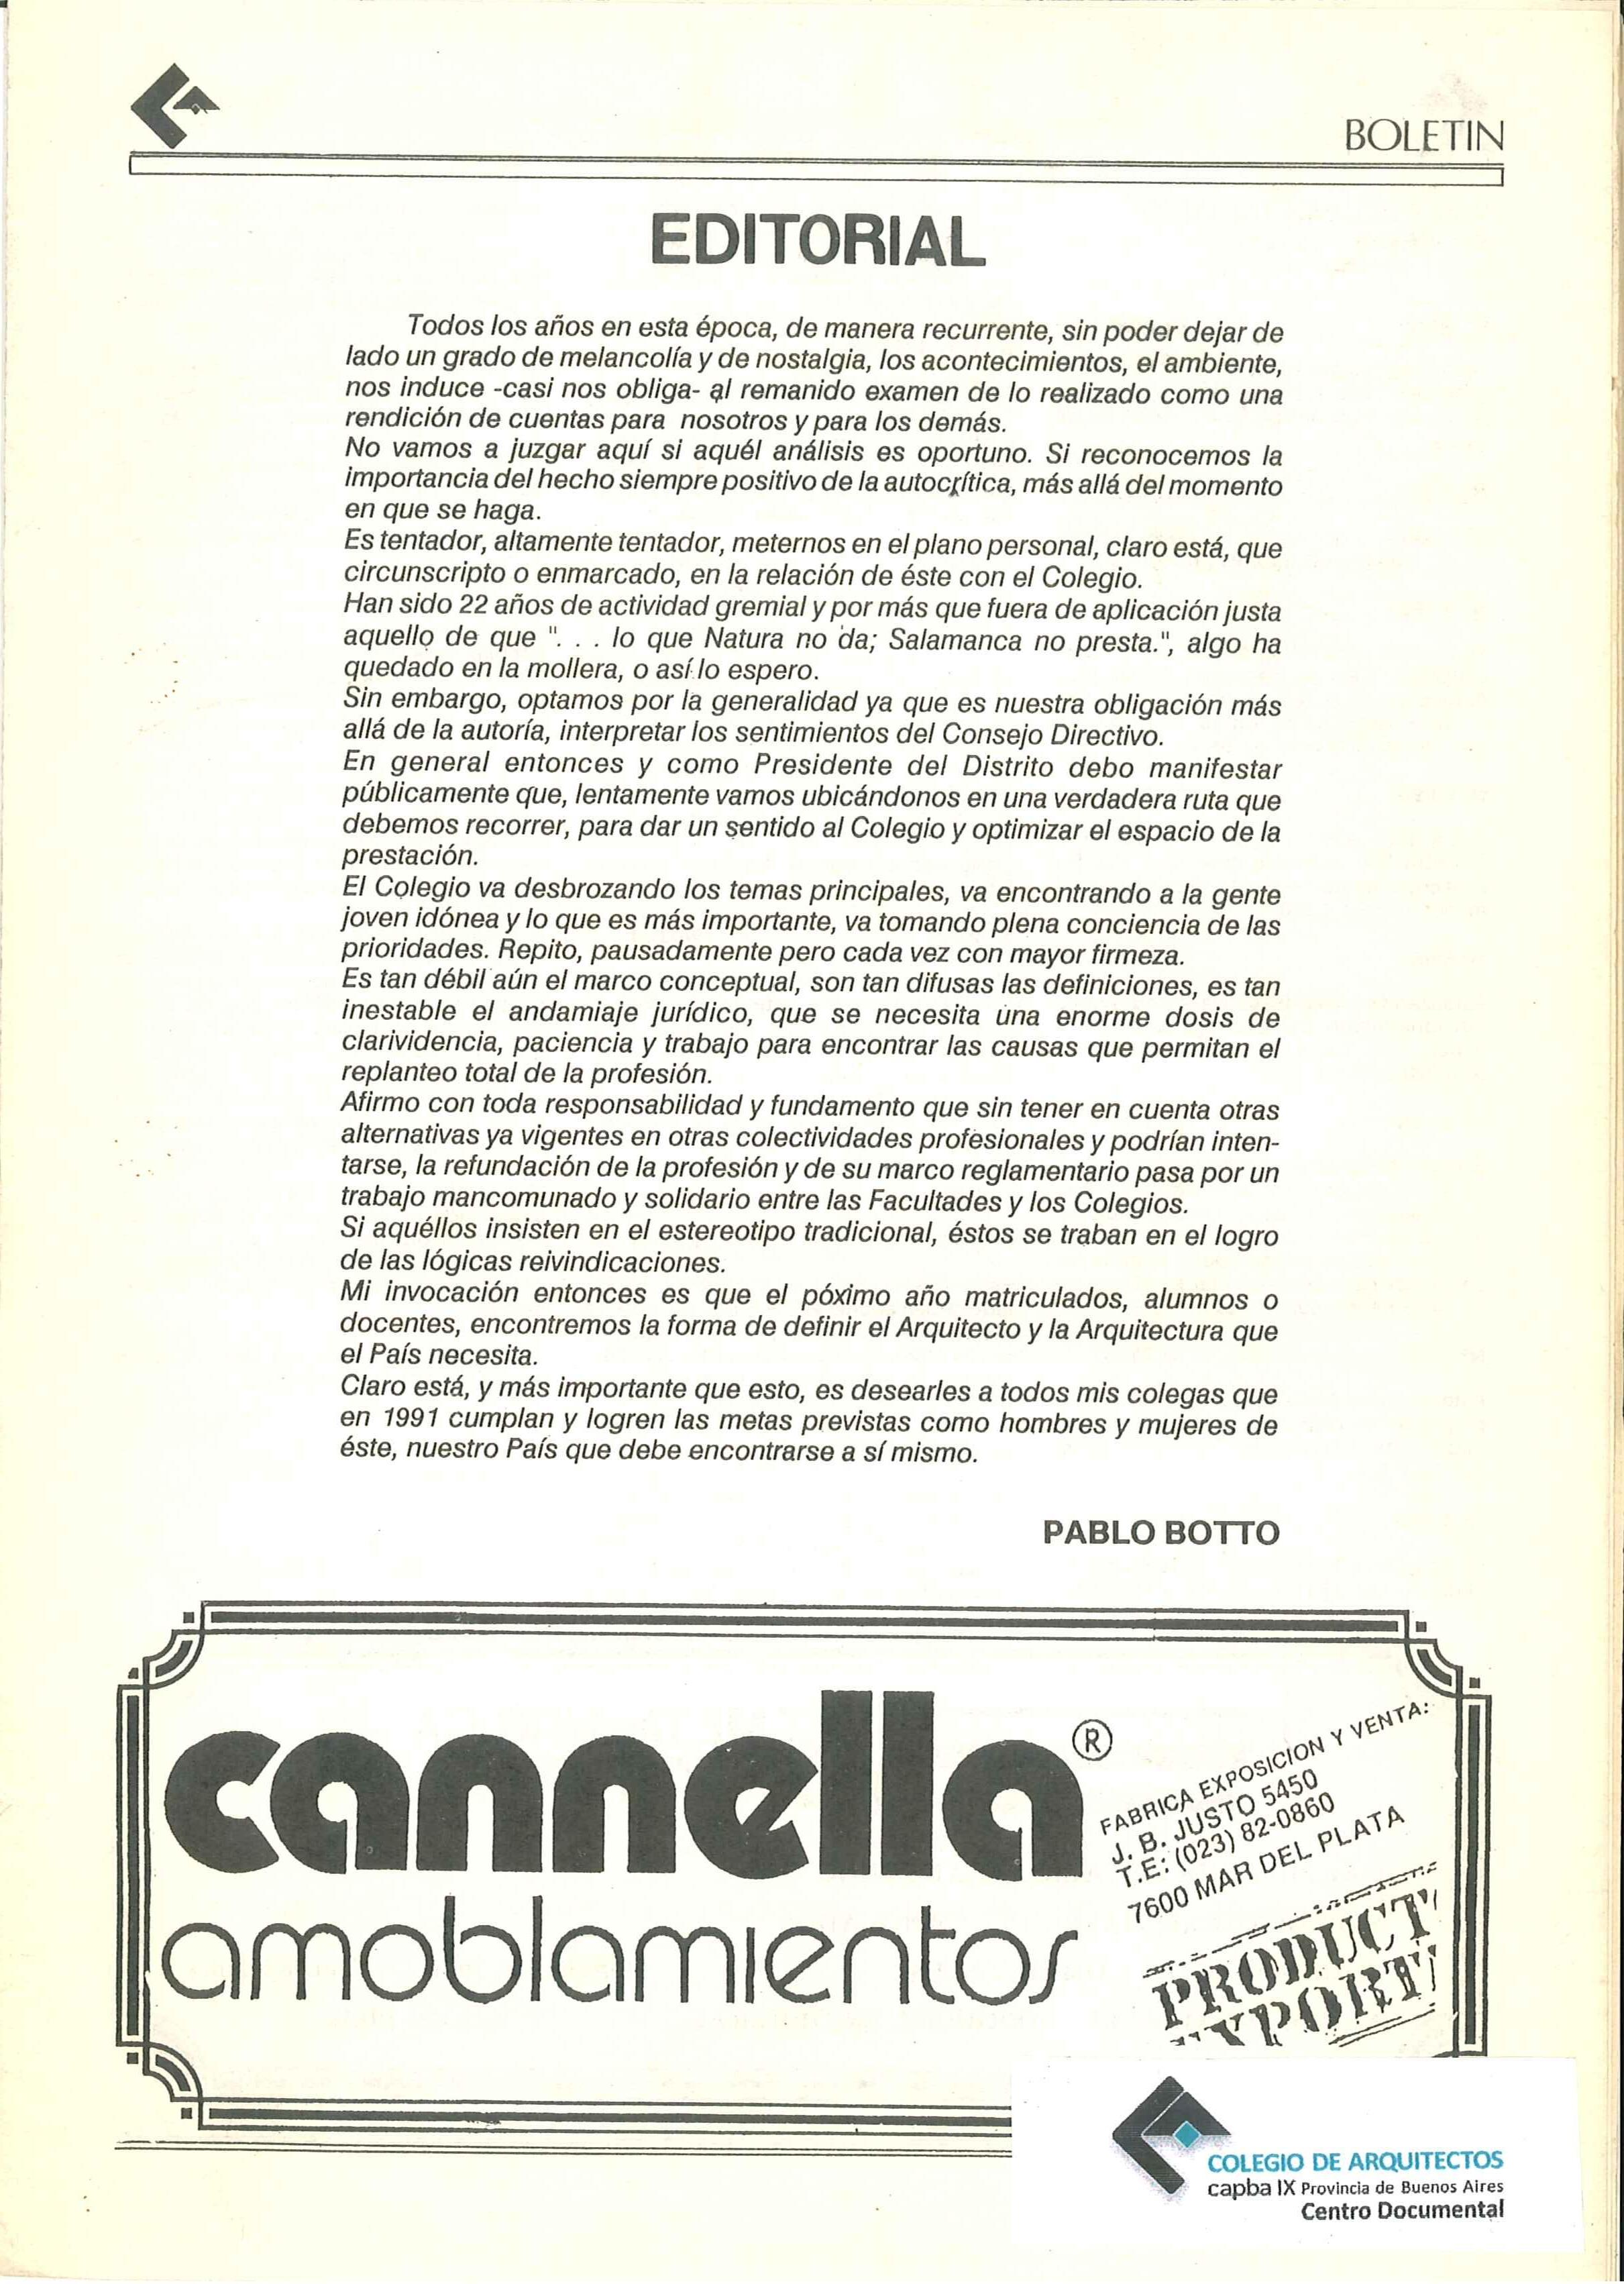 BOLETIN
EDITORIAL
Todos los años en esta época, de manera recurrente, sin poder dejar de
lado un grado de melancolía y de nostalgia, los acontecimientos, el ambiente,
nos induce -casi nos obliga- al remanido examen de lo realizado como una
rendición de cuentas para nosotros y para los demás.
No vamos a juzgar aquí si aquél análisis es oportuno. Si reconocemos la
importancia del hecho siempre positivo de la autocrítica, más allá del momento
en que se haga.
Es tentador, altamente tentador, meternos en el plano personal, claro está, que
circunscripto o enmarcado, en la relación de éste con el Colegio.
Han sido 22 años de actividad gremial y por más que fuera de aplicación justa
aquello de que ". . . lo que Natura no da; Salamanca no presta.", algo ha
quedado en la mollera, o así lo espero.
Sin embargo, optamos por la generalidad ya que es nuestra obligación más
allá de la autoría, interpretar los sentimientos del Consejo Directivo.
En general entonces y como Presidente del Distrito debo manifestar
públicamente que, lentamente vamos ubicándonos en una verdadera ruta que
debemos recorrer, para dar un sentido al Colegio y optimizar el espacio de la
prestación.
El Colegio va desbrozando los temas principales, va encontrando a la gente
joven idónea y lo que es más importante, va tomando plena conciencia de las
prioridades. Repito, pausadamente pero cada vez con mayor firmeza.
Es tan débil aún el marco conceptual, son tan difusas las definiciones, es tan
inestable el andamiaje jurídico, que se necesita una enorme dosis de
clarividencia, paciencia y trabajo para encontrar las causas que permitan el
replanteo total de la profesión.
Afirmo con toda responsabilidad y fundamento que sin tener en cuenta otras
alternativas ya vigentes en otras colectividades profesionales y podrían inten-
tarse, la refundación de la profesión y de su marco reglamentario pasa por un
trabajo mancomunado y solidario entre las Facultades y los Colegios.
Si aquéllos insisten en el estereotipo tradicional, éstos se traban en el logro
de las lógicas reivindicaciones.
Mi invocación entonces es que el póximo año matriculados, alumnos o
docentes, encontremos la forma de definir el Arquitecto y la Arquitectura que
el País necesita.
Claro está, y más importante que esto, es desearles a todos mis colegas que
en 1991 cumplan y logren las metas previstas como hombres y mujeres de
éste, nuestro País que debe encontrarse a sí mismo.
PABLO BOTTO
cannella ®
amoblamientos
FABRICA EXPOSICION Y VENTA:
J. B. JUSTO 5450
T.E: (023) 82-0860
7600 MAR DEL PLATA
PRODUCT
EXPORT
COLEGIO DE ARQUITECTOS
capba IX Provincia de Buenos Aires
Centro Documental